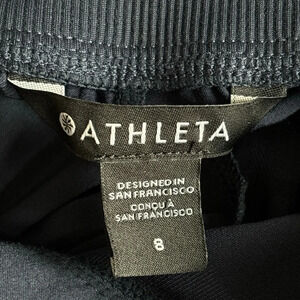 ATHLETA
DESIGNED IN
SAN FRANCISCO
CONÇU À
SAN FRANCISCO
8